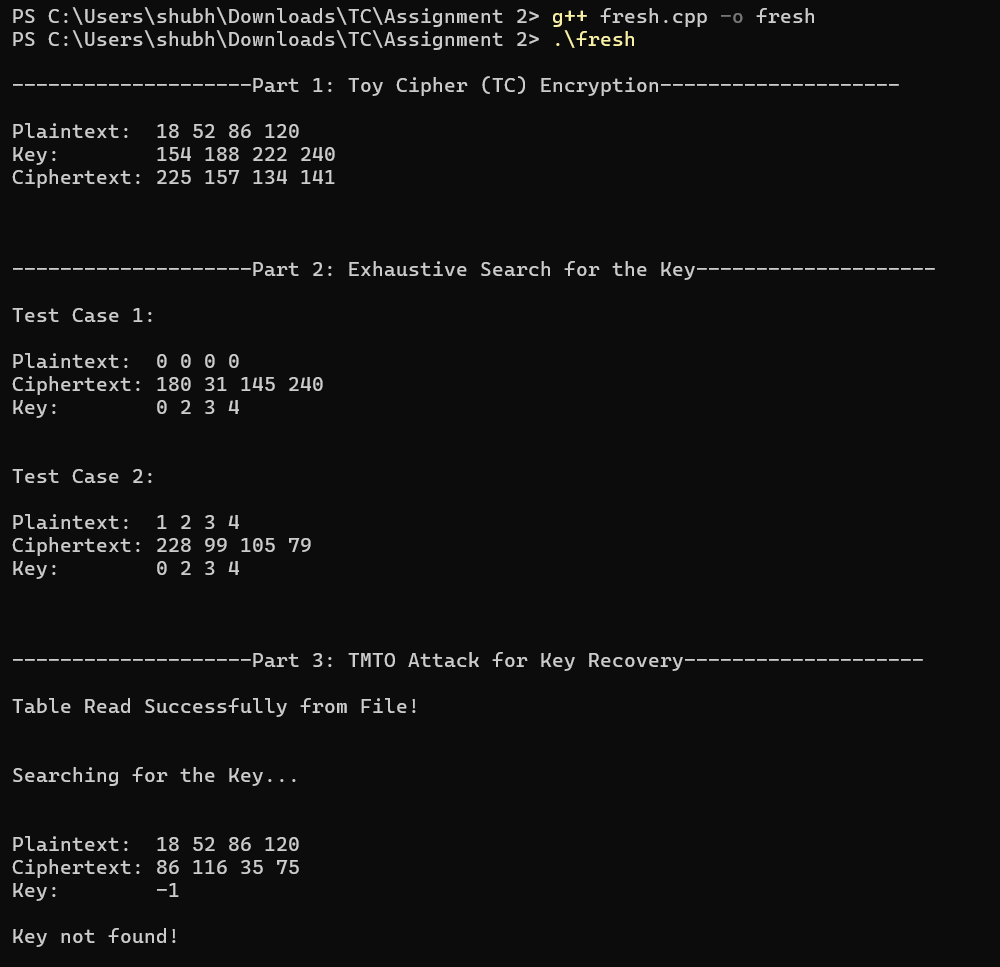 PS C:\Users\shubh\Downloads\TC\Assignment 2> g++ fresh.cpp -o fresh
PS C:\Users\shubh\Downloads\TC\Assignment 2> .\fresh
--------------------Part 1: Toy Cipher (TC) Encryption--------------------
Plaintext:  18 52 86 120
Key:        154 188 222 240
Ciphertext: 225 157 134 141
--------------------Part 2: Exhaustive Search for the Key--------------------
Test Case 1:
Plaintext:  0 0 0 0
Ciphertext: 180 31 145 240
Key:        0 2 3 4
Test Case 2:
Plaintext:  1 2 3 4
Ciphertext: 228 99 105 79
Key:        0 2 3 4
--------------------Part 3: TMTO Attack for Key Recovery--------------------
Table Read Successfully from File!
Searching for the Key...
Plaintext:  18 52 86 120
Ciphertext: 86 116 35 75
Key:        -1
Key not found!